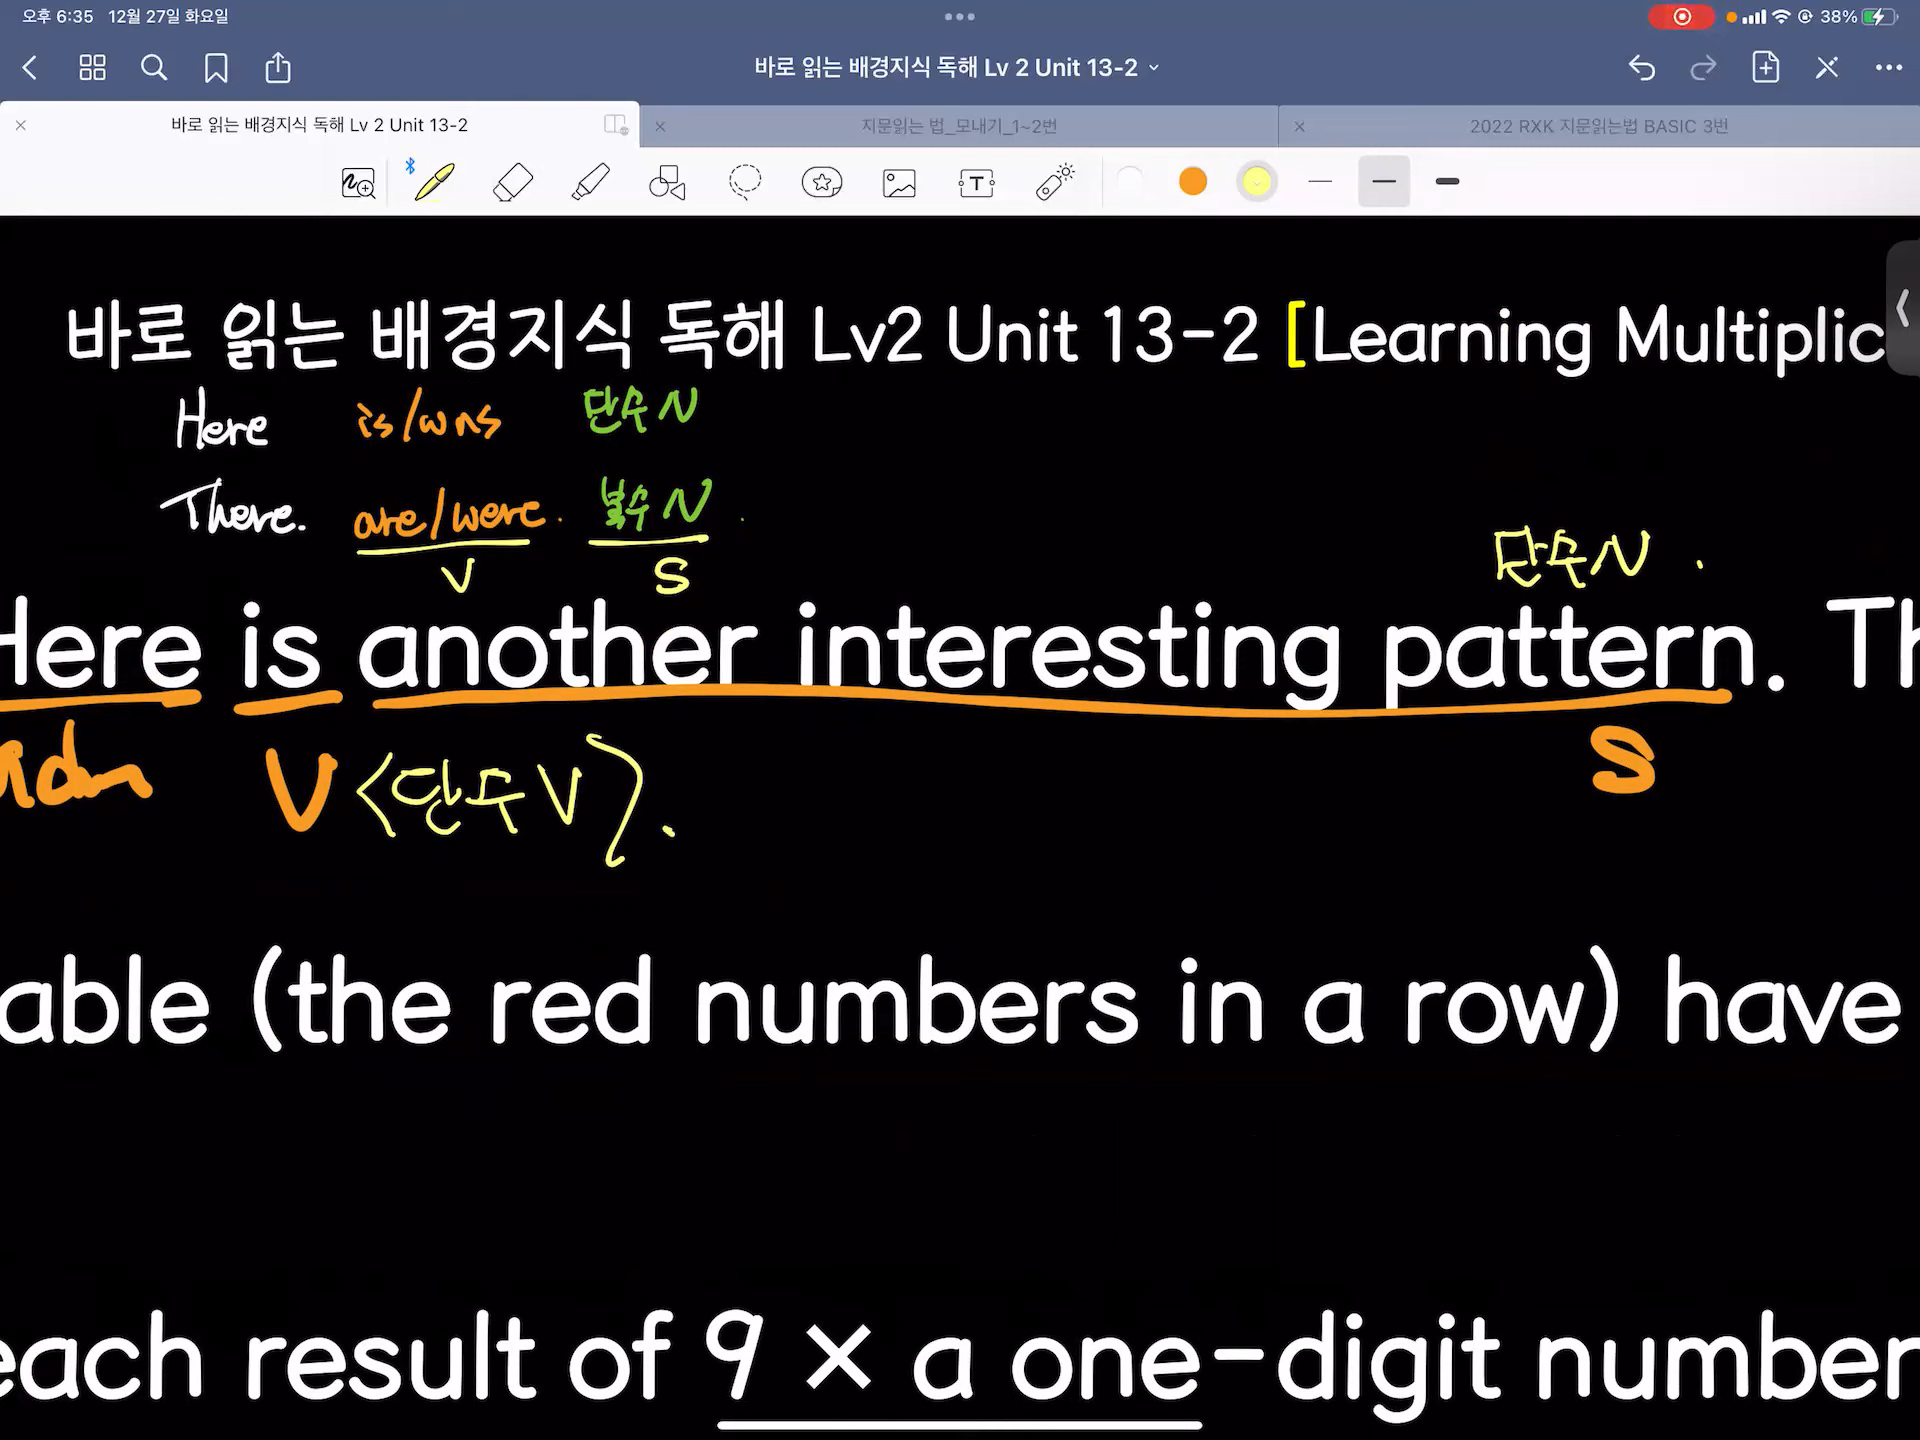 오후 6:35 12월 27일 화요일 38%
바로 읽는 배경지식 독해 Lv 2 Unit 13-2
바로 읽는 배경지식 독해 Lv 2 Unit 13-2 지문읽는 법_모내기_1~2번 2022 RXK 지문읽는법 BASIC 3번
바로 읽는 배경지식 독해 Lv2 Unit 13-2 [Learning Multiplic
Here is/was 단수 N
There. are/were. 복수 N.
V S 단수 N.
Here is another interesting pattern. Th
V <단수 V>. S
able (the red numbers in a row) have
each result of 9 × a one-digit number